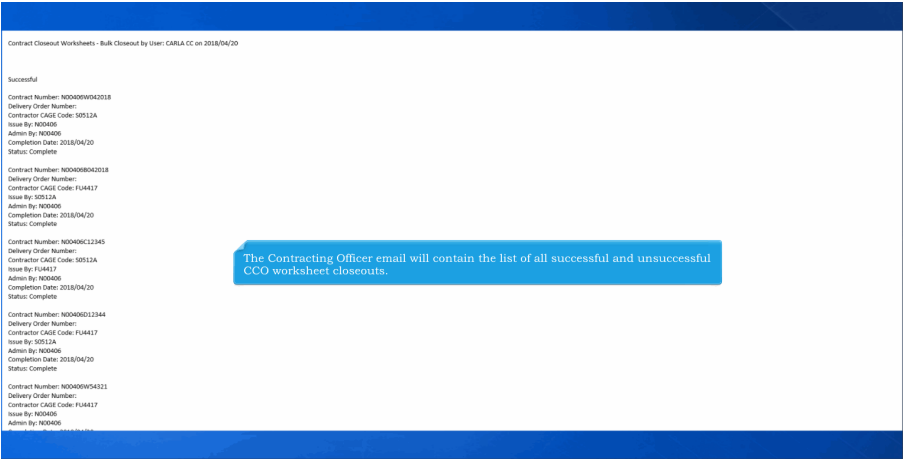 Contract Closeout Worksheets - Bulk Closeout by User: CARLA CC on 2018/04/20
Successful
Contract Number: N00406W042018
Delivery Order Number:
Contractor CAGE Code: S0512A
Issue By: N00406
Admin By: N00406
Completion Date: 2018/04/20
Status: Complete
Contract Number: N00406B042018
Delivery Order Number:
Contractor CAGE Code: FU4417
Issue By: S0512A
Admin By: N00406
Completion Date: 2018/04/20
Status: Complete
Contract Number: N00406C12345
Delivery Order Number:
Contractor CAGE Code: S0512A
Issue By: FU4417
Admin By: N00406
Completion Date: 2018/04/20
Status: Complete
The Contracting Officer email will contain the list of all successful and unsuccessful
CCO worksheet closeouts.
Contract Number: N00406D12344
Delivery Order Number:
Contractor CAGE Code: FU4417
Issue By: S0512A
Admin By: N00406
Completion Date: 2018/04/20
Status: Complete
Contract Number: N00406W54321
Delivery Order Number:
Contractor CAGE Code: FU4417
Issue By: N00406
Admin By: N00406